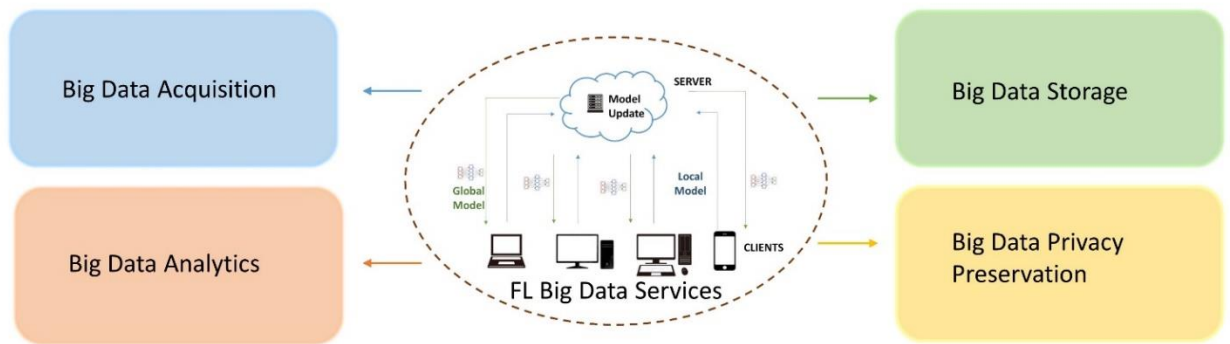 Big Data Acquisition
Big Data Analytics
SERVER
Model
Update
Global
Model
Local
Model
CLIENTS
FL Big Data Services
Big Data Storage
Big Data Privacy
Preservation